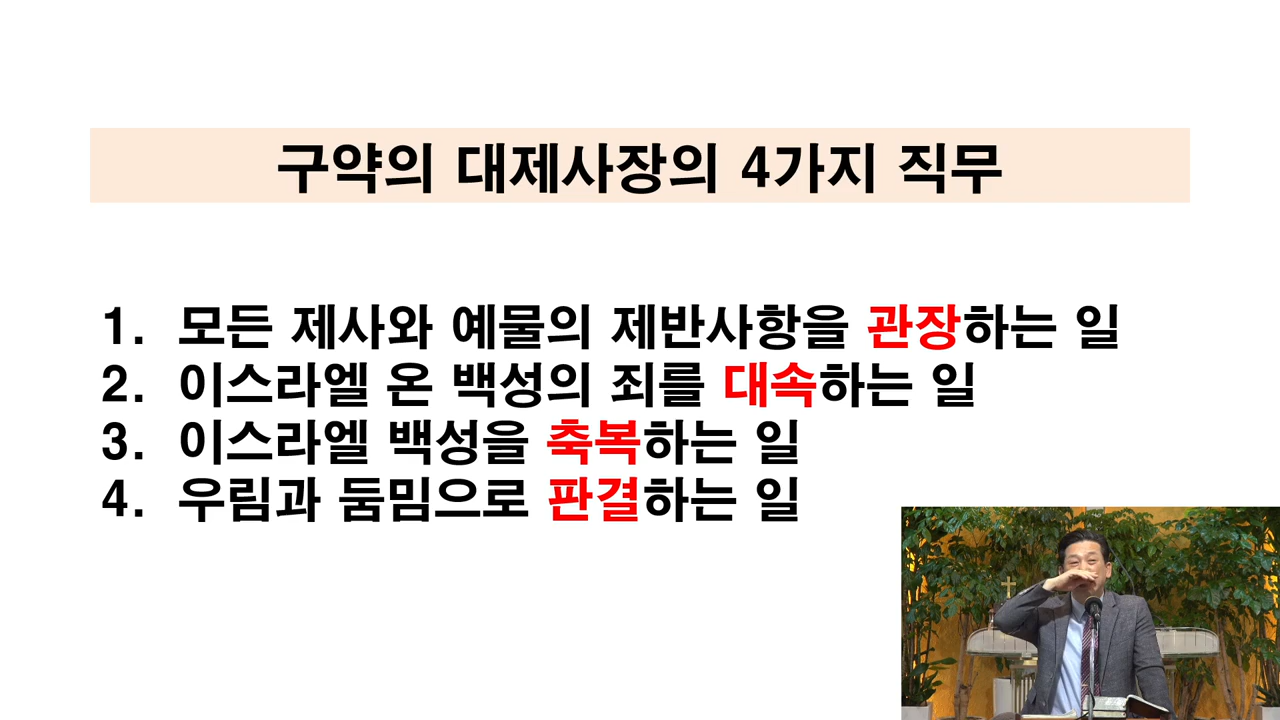 구약의 대제사장의 4가지 직무
1. 모든 제사와 예물의 제반사항을 관장하는 일
2. 이스라엘 온 백성의 죄를 대속하는 일
3. 이스라엘 백성을 축복하는 일
4. 우림과 둠밈으로 판결하는 일